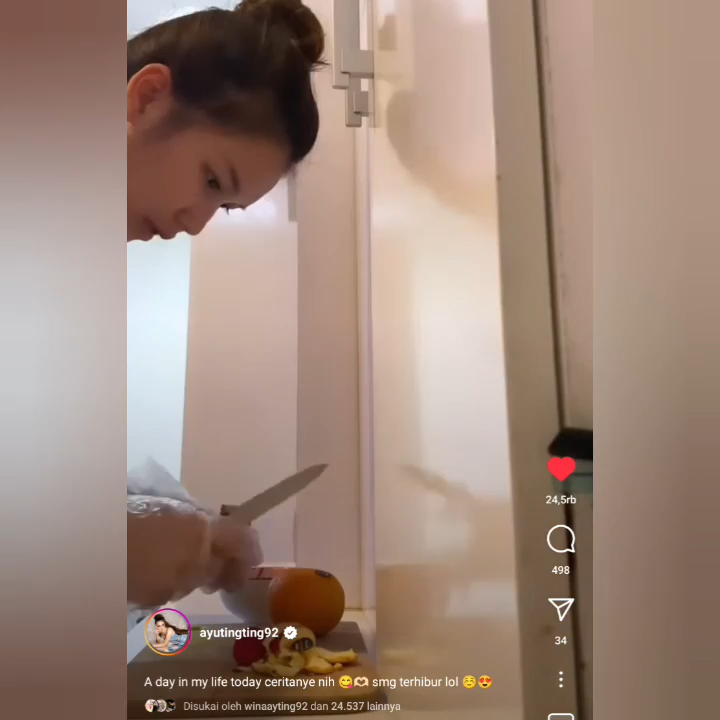 24,5rb
498
34
ayutingting92
A day in my life today ceritanye nih 😋🫶 smg terhibur lol ☺️😍
Disukai oleh winaayting92 dan 24.537 lainnya